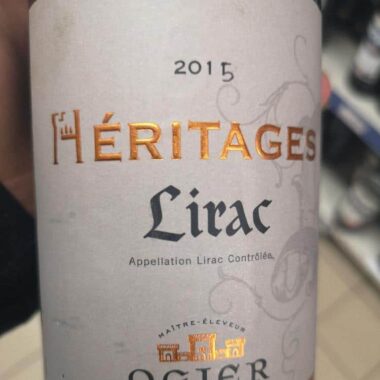 2015
HÉRITAGES
Lirac
Appellation Lirac Contrôlée
MAÎTRE-ÉLEVEUR
OGIER